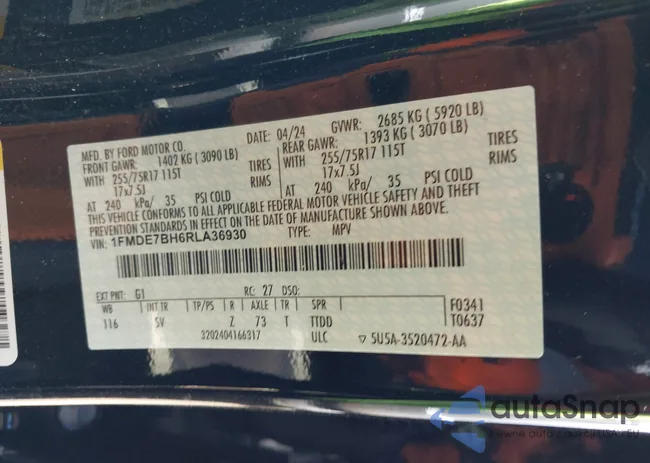 MFD. BY FORD MOTOR CO. DATE: 04/24 GVWR: 2685 KG ( 5920 LB)
FRONT GAWR: 1402 KG ( 3090 LB) REAR GAWR: 1393 KG ( 3070 LB)
WITH 255/75R17 115T TIRES WITH 255/75R17 115T TIRES
17x7.5J RIMS 17x7.5J RIMS
AT 240 kPa/ 35 PSI COLD AT 240 kPa/ 35 PSI COLD
THIS VEHICLE CONFORMS TO ALL APPLICABLE FEDERAL MOTOR VEHICLE SAFETY AND THEFT
PREVENTION STANDARDS IN EFFECT ON THE DATE OF MANUFACTURE SHOWN ABOVE.
VIN: 1FMDE7BH6RLA36930 TYPE: MPV
EXT PNT: G1 RC: 27 DSO:
WB INT TR TP/PS R AXLE TR SPR F0341
116 SV Z 73 T TTDD T0637
3202404166317 ULC ▽ 5U5A-3520472-AA
autoSnap